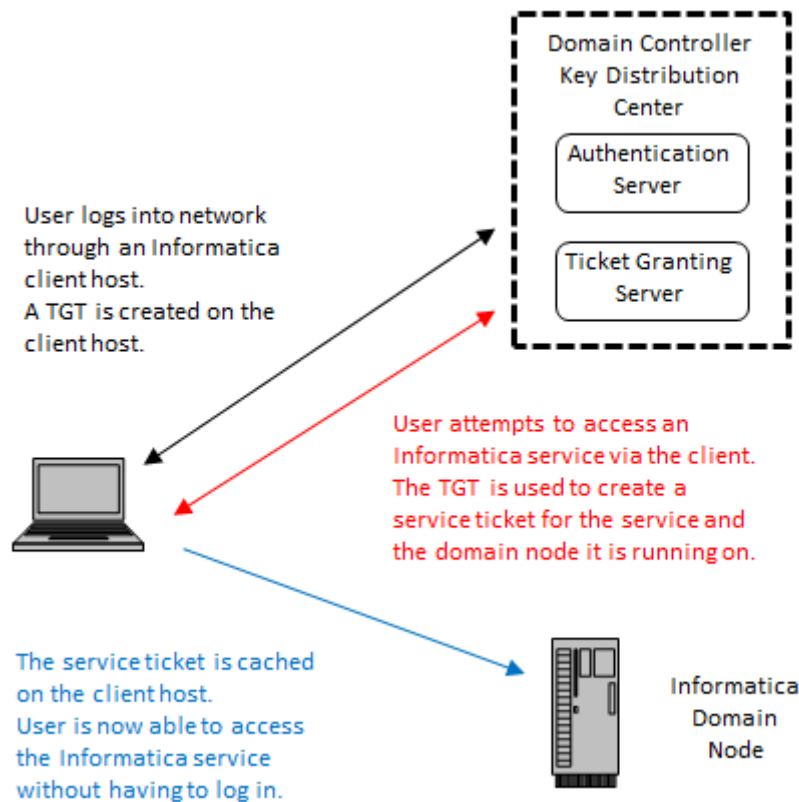 Domain Controller
Key Distribution
Center
Authentication
Server
Ticket Granting
Server
User logs into network
through an Informatica
client host.
A TGT is created on the
client host.
User attempts to access an
Informatica service via the client.
The TGT is used to create a
service ticket for the service and
the domain node it is running on.
The service ticket is cached
on the client host.
User is now able to access
the Informatica service
without having to log in.
Informatica
Domain
Node